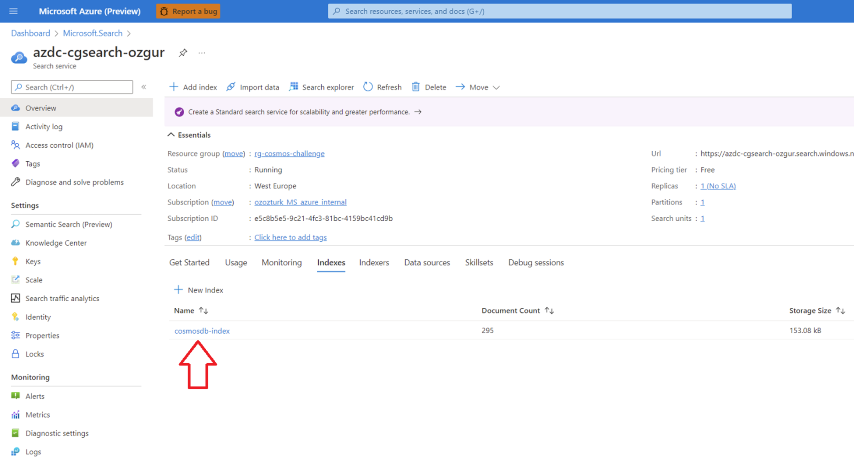 Microsoft Azure (Preview)
Report a bug
Search resources, services, and docs (G+/)
Dashboard > Microsoft.Search >
azdc-cgsearch-ozgur
Search service
Search (Ctrl+/)
Overview
Activity log
Access control (IAM)
Tags
Diagnose and solve problems
Settings
Semantic Search (Preview)
Knowledge Center
Keys
Scale
Search traffic analytics
Identity
Properties
Locks
Monitoring
Alerts
Metrics
Diagnostic settings
Logs
Add index Import data Search explorer Refresh Delete Move
Create a Standard search service for scalability and greater performance.
Essentials
Resource group (move) : rg-cosmos-challenge
Status : Running
Location : West Europe
Subscription (move) : ozozturk_MS_azure_internal
Subscription ID : e5c8b5e5-9c21-4fc3-81bc-4159bc41cd9b
Tags (edit) : Click here to add tags
Url : https://azdc-cgsearch-ozgur.search.windows.n
Pricing tier : Free
Replicas : 1 (No SLA)
Partitions : 1
Search units : 1
Get Started Usage Monitoring Indexes Indexers Data sources Skillsets Debug sessions
New Index
Name Document Count Storage Size
cosmosdb-index 295 153.08 kB